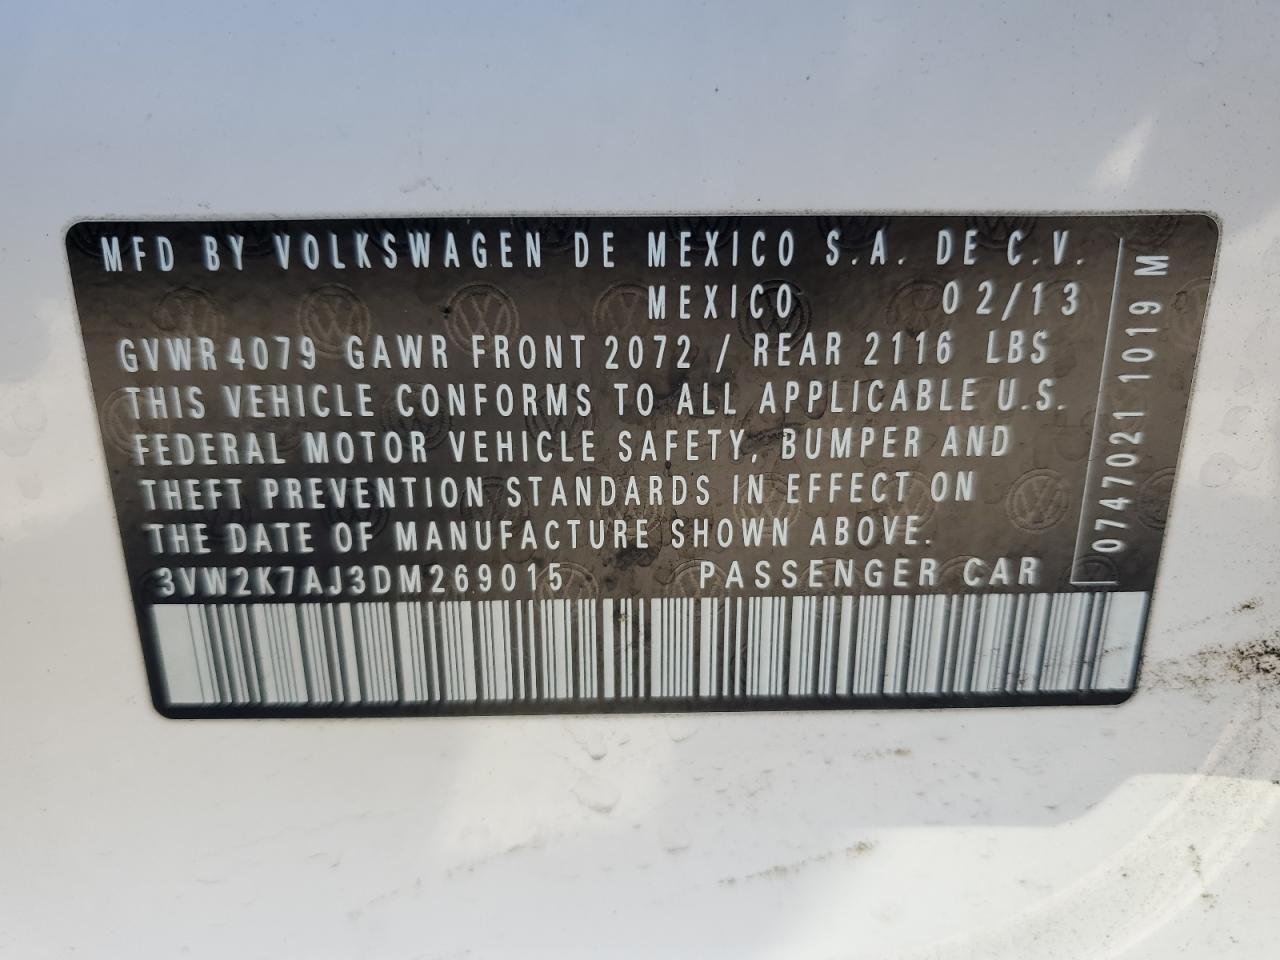 MFD BY VOLKSWAGEN DE MEXICO S.A. DE C.V.
MEXICO 02/13
GVWR 4079 GAWR FRONT 2072 / REAR 2116 LBS
THIS VEHICLE CONFORMS TO ALL APPLICABLE U.S.
FEDERAL MOTOR VEHICLE SAFETY, BUMPER AND
THEFT PREVENTION STANDARDS IN EFFECT ON
THE DATE OF MANUFACTURE SHOWN ABOVE.
3VW2K7AJ3DM269015 PASSENGER CAR
0747021 1019 M